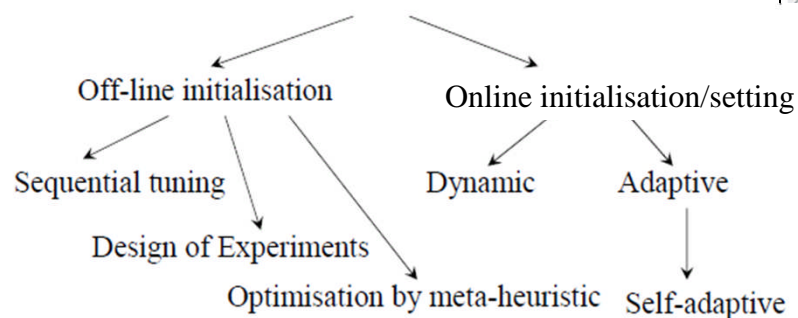 Off-line initialisation
Online initialisation/setting
Sequential tuning
Dynamic
Adaptive
Design of Experiments
Optimisation by meta-heuristic
Self-adaptive